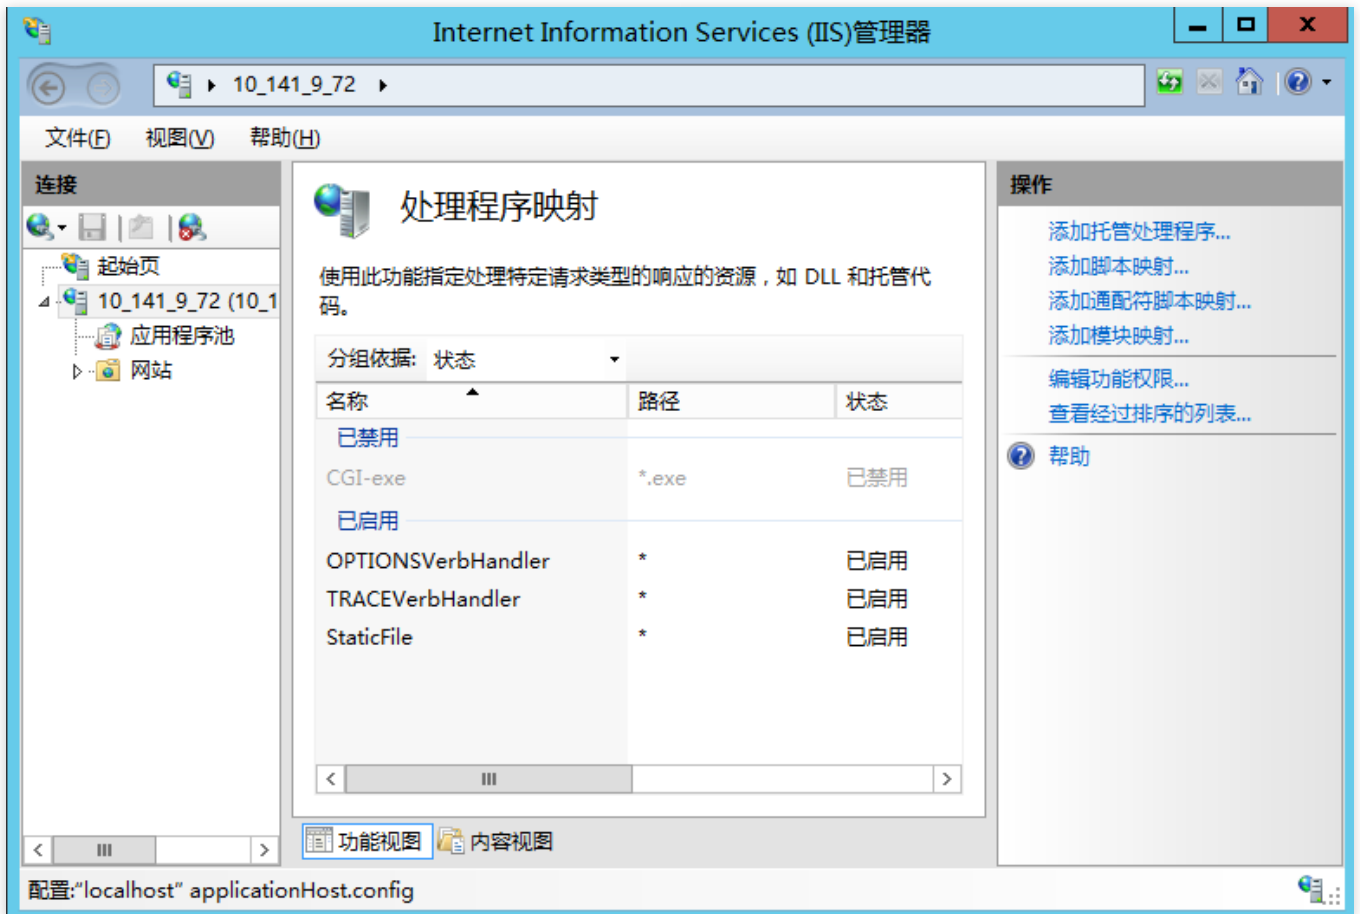 Internet Information Services (IIS)管理器
10_141_9_72
文件(F) 视图(V) 帮助(H)
连接
起始页
10_141_9_72 (10_1
应用程序池
网站
处理程序映射
使用此功能指定处理特定请求类型的响应的资源，如 DLL 和托管代
码。
分组依据: 状态
名称 路径 状态
已禁用
CGI-exe *.exe 已禁用
已启用
OPTIONSVerbHandler * 已启用
TRACEVerbHandler * 已启用
StaticFile * 已启用
功能视图 内容视图
操作
添加托管处理程序...
添加脚本映射...
添加通配符脚本映射...
添加模块映射...
编辑功能权限...
查看经过排序的列表...
帮助
配置:"localhost" applicationHost.config